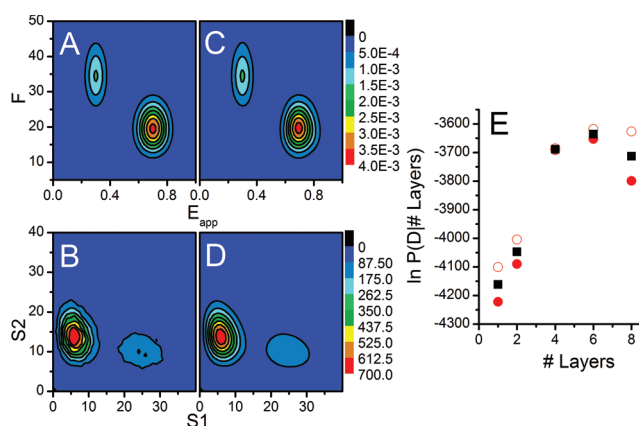 A
C
E
B
D
F
50
40
30
20
10
0.0
0.4
0.8
0.0
0.4
0.8
E_app
0
5.0E-4
1.0E-3
1.5E-3
2.0E-3
2.5E-3
3.0E-3
3.5E-3
4.0E-3
S2
40
30
20
10
0
0
10
20
30
0
10
20
30
S1
0
87.50
175.0
262.5
350.0
437.5
525.0
612.5
700.0
ln P(D|# Layers)
-3600
-3700
-3800
-3900
-4000
-4100
-4200
-4300
0
2
4
6
8
# Layers